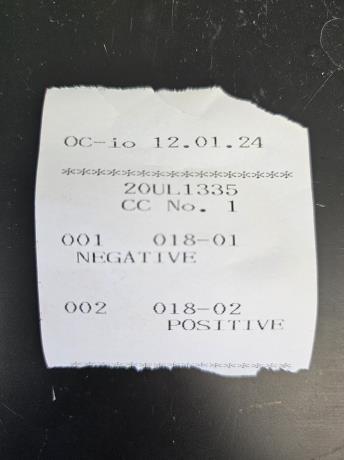 OC-io 12.01.24
********************
20UL1335
CC No. 1
001 018-01
NEGATIVE
002 018-02
POSITIVE
********************